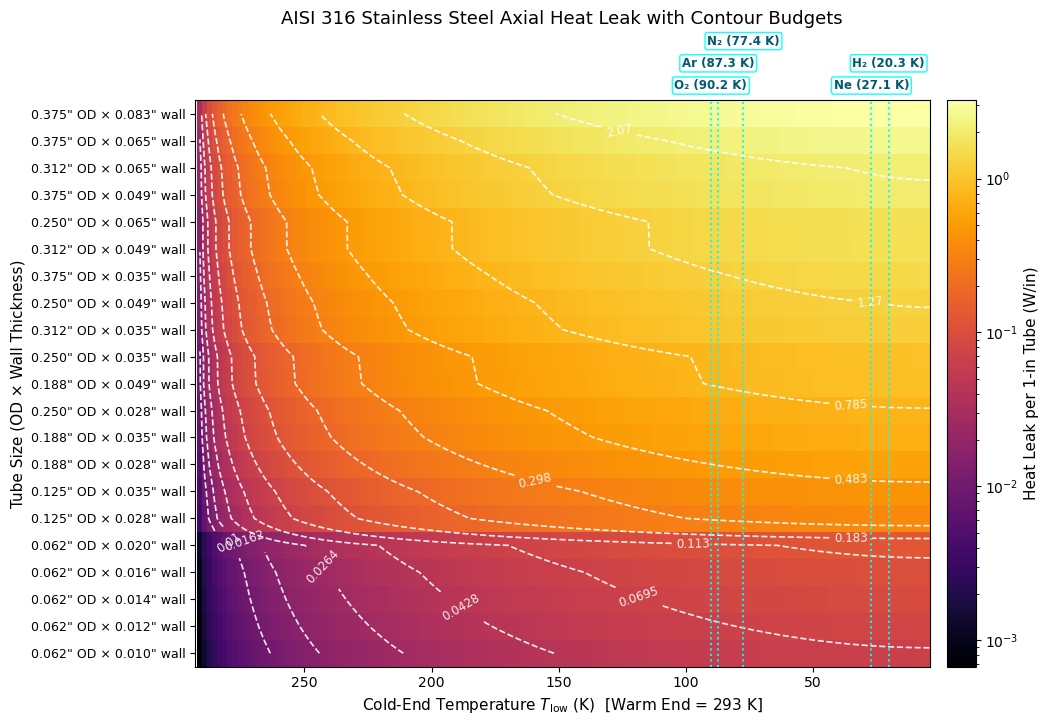 AISI 316 Stainless Steel Axial Heat Leak with Contour Budgets
N₂ (77.4 K)
Ar (87.3 K)
H₂ (20.3 K)
O₂ (90.2 K)
Ne (27.1 K)
Tube Size (OD × Wall Thickness)
0.375" OD × 0.083" wall
0.375" OD × 0.065" wall
0.312" OD × 0.065" wall
0.375" OD × 0.049" wall
0.250" OD × 0.065" wall
0.312" OD × 0.049" wall
0.375" OD × 0.035" wall
0.250" OD × 0.049" wall
0.312" OD × 0.035" wall
0.250" OD × 0.035" wall
0.188" OD × 0.049" wall
0.250" OD × 0.028" wall
0.188" OD × 0.035" wall
0.188" OD × 0.028" wall
0.125" OD × 0.035" wall
0.125" OD × 0.028" wall
0.062" OD × 0.020" wall
0.062" OD × 0.016" wall
0.062" OD × 0.014" wall
0.062" OD × 0.012" wall
0.062" OD × 0.010" wall
2.07
1.27
0.785
0.483
0.298
0.183
0.113
0.01
0.0162
0.0264
0.0428
0.0695
250
200
150
100
50
Cold-End Temperature T_low (K) [Warm End = 293 K]
10⁰
10⁻¹
10⁻²
10⁻³
Heat Leak per 1-in Tube (W/in)